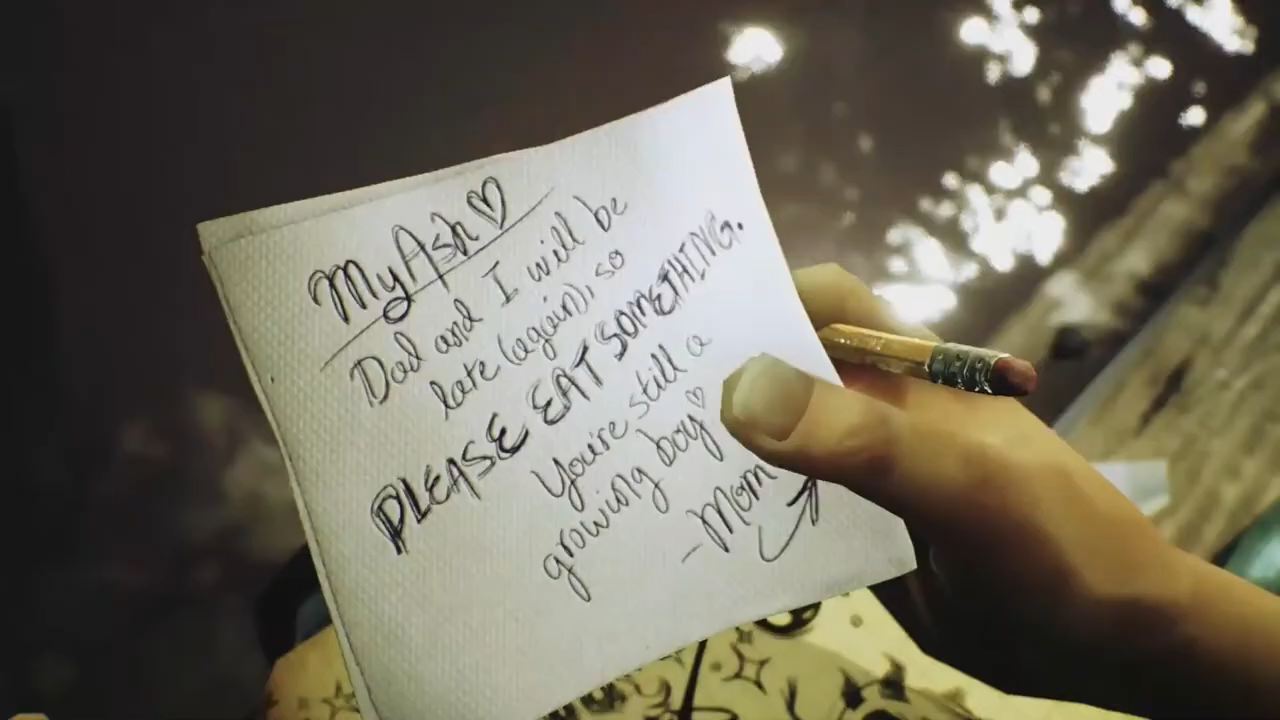 My Ash♡
Dad and I will be
late (again), so
PLEASE EAT SOMETHING.
You're still a
growing boy♡
-Mom